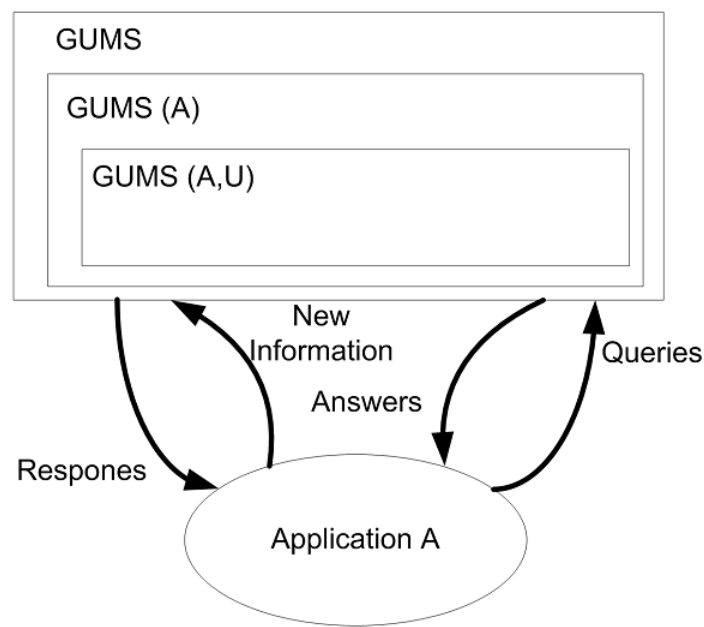 GUMS
GUMS (A)
GUMS (A,U)
New
Information
Queries
Answers
Respones
Application A